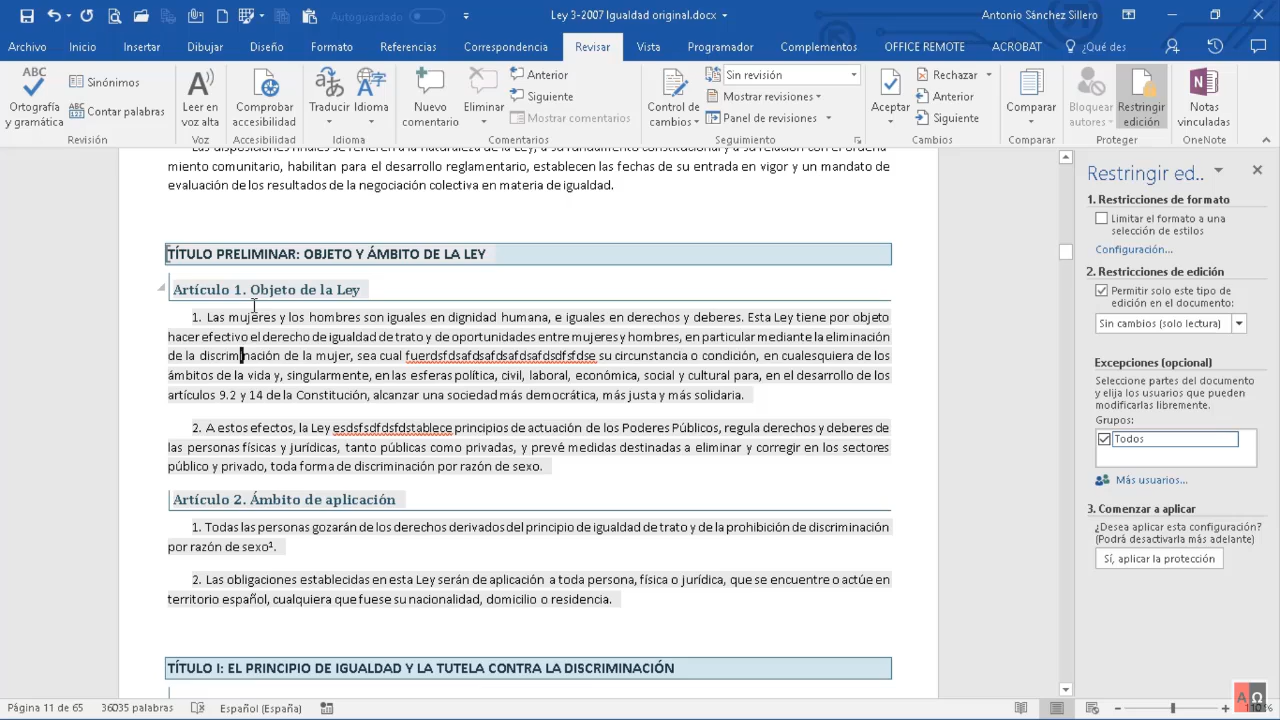 Autoguardado
Ley 3-2007 Igualdad original.docx
Antonio Sánchez Sillero
Archivo Inicio Insertar Dibujar Diseño Formato Referencias Correspondencia Revisar Vista Programador Complementos OFFICE REMOTE ACROBAT ¿Qué des
ABC Ortografía y gramática
Sinónimos
ABC 123 Contar palabras
Revisión
Leer en voz alta
Voz
Comprobar accesibilidad
Accesibilidad
Traducir Idioma
Idioma
Nuevo comentario
Eliminar
Anterior
Siguiente
Mostrar comentarios
Comentarios
Control de cambios
Sin revisión
Mostrar revisiones
Panel de revisiones
Seguimiento
Aceptar
Rechazar
Anterior
Siguiente
Cambios
Comparar
Comparar
Bloquear autores
Restringir edición
Proteger
Notas vinculadas
OneNote
miento comunitario, habilitan para el desarrollo reglamentario, establecen las fechas de su entrada en vigor y un mandato de
evaluación de los resultados de la negociación colectiva en materia de igualdad.
TÍTULO PRELIMINAR: OBJETO Y ÁMBITO DE LA LEY
Artículo 1. Objeto de la Ley
1. Las mujeres y los hombres son iguales en dignidad humana, e iguales en derechos y deberes. Esta Ley tiene por objeto
hacer efectivo el derecho de igualdad de trato y de oportunidades entre mujeres y hombres, en particular mediante la eliminación
de la discriminación de la mujer, sea cual fuerdsfdsafdsafdsafdsafdsdfsfdse su circunstancia o condición, en cualesquiera de los
ámbitos de la vida y, singularmente, en las esferas política, civil, laboral, económica, social y cultural para, en el desarrollo de los
artículos 9.2 y 14 de la Constitución, alcanzar una sociedad más democrática, más justa y más solidaria.
2. A estos efectos, la Ley esdsfsdfdsfdstablece principios de actuación de los Poderes Públicos, regula derechos y deberes de
las personas físicas y jurídicas, tanto públicas como privadas, y prevé medidas destinadas a eliminar y corregir en los sectores
público y privado, toda forma de discriminación por razón de sexo.
Artículo 2. Ámbito de aplicación
1. Todas las personas gozarán de los derechos derivados del principio de igualdad de trato y de la prohibición de discriminación
por razón de sexo¹.
2. Las obligaciones establecidas en esta Ley serán de aplicación a toda persona, física o jurídica, que se encuentre o actúe en
territorio español, cualquiera que fuese su nacionalidad, domicilio o residencia.
TÍTULO I: EL PRINCIPIO DE IGUALDAD Y LA TUTELA CONTRA LA DISCRIMINACIÓN
Restringir ed..
1. Restricciones de formato
Limitar el formato a una
selección de estilos
Configuración...
2. Restricciones de edición
Permitir solo este tipo de
edición en el documento:
Sin cambios (solo lectura)
Excepciones (opcional)
Seleccione partes del documento
y elija los usuarios que pueden
modificarlas libremente.
Grupos:
Todos
Más usuarios...
3. Comenzar a aplicar
¿Desea aplicar esta configuración?
(Podrá desactivarla más adelante)
Sí, aplicar la protección
Página 11 de 65 36035 palabras Español (España)